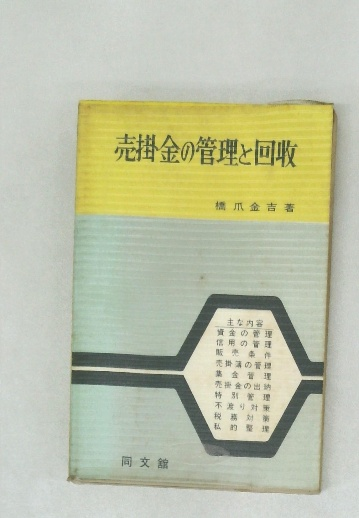 売掛金の管理と回収
橋爪金吉著
主な内容
資金の管理
信用の管理
販売条件
売掛簿の管理
集金管理
売掛金の出納
特別管理
不渡り対策
税務対策
私的整理
同文舘